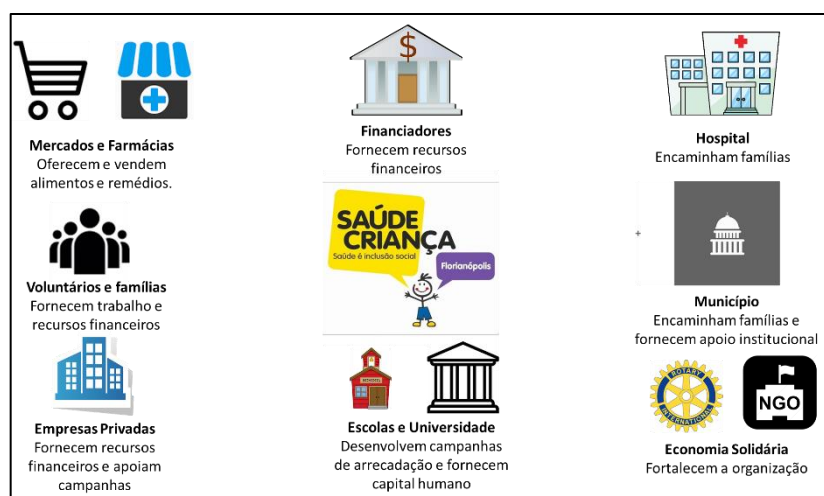 Mercados e Farmácias
Oferecem e vendem
alimentos e remédios.
$
Financiadores
Fornecem recursos
financeiros
Hospital
Encaminham famílias
Voluntários e famílias
Fornecem trabalho e
recursos financeiros
SAÚDE
CRIANÇA
Saúde é inclusão social
Florianópolis
Município
Encaminham famílias e
fornecem apoio institucional
Empresas Privadas
Fornecem recursos
financeiros e apoiam
campanhas
Escolas e Universidade
Desenvolvem campanhas
de arrecadação e fornecem
capital humano
ROTARY
INTERNATIONAL
NGO
Economia Solidária
Fortalecem a organização